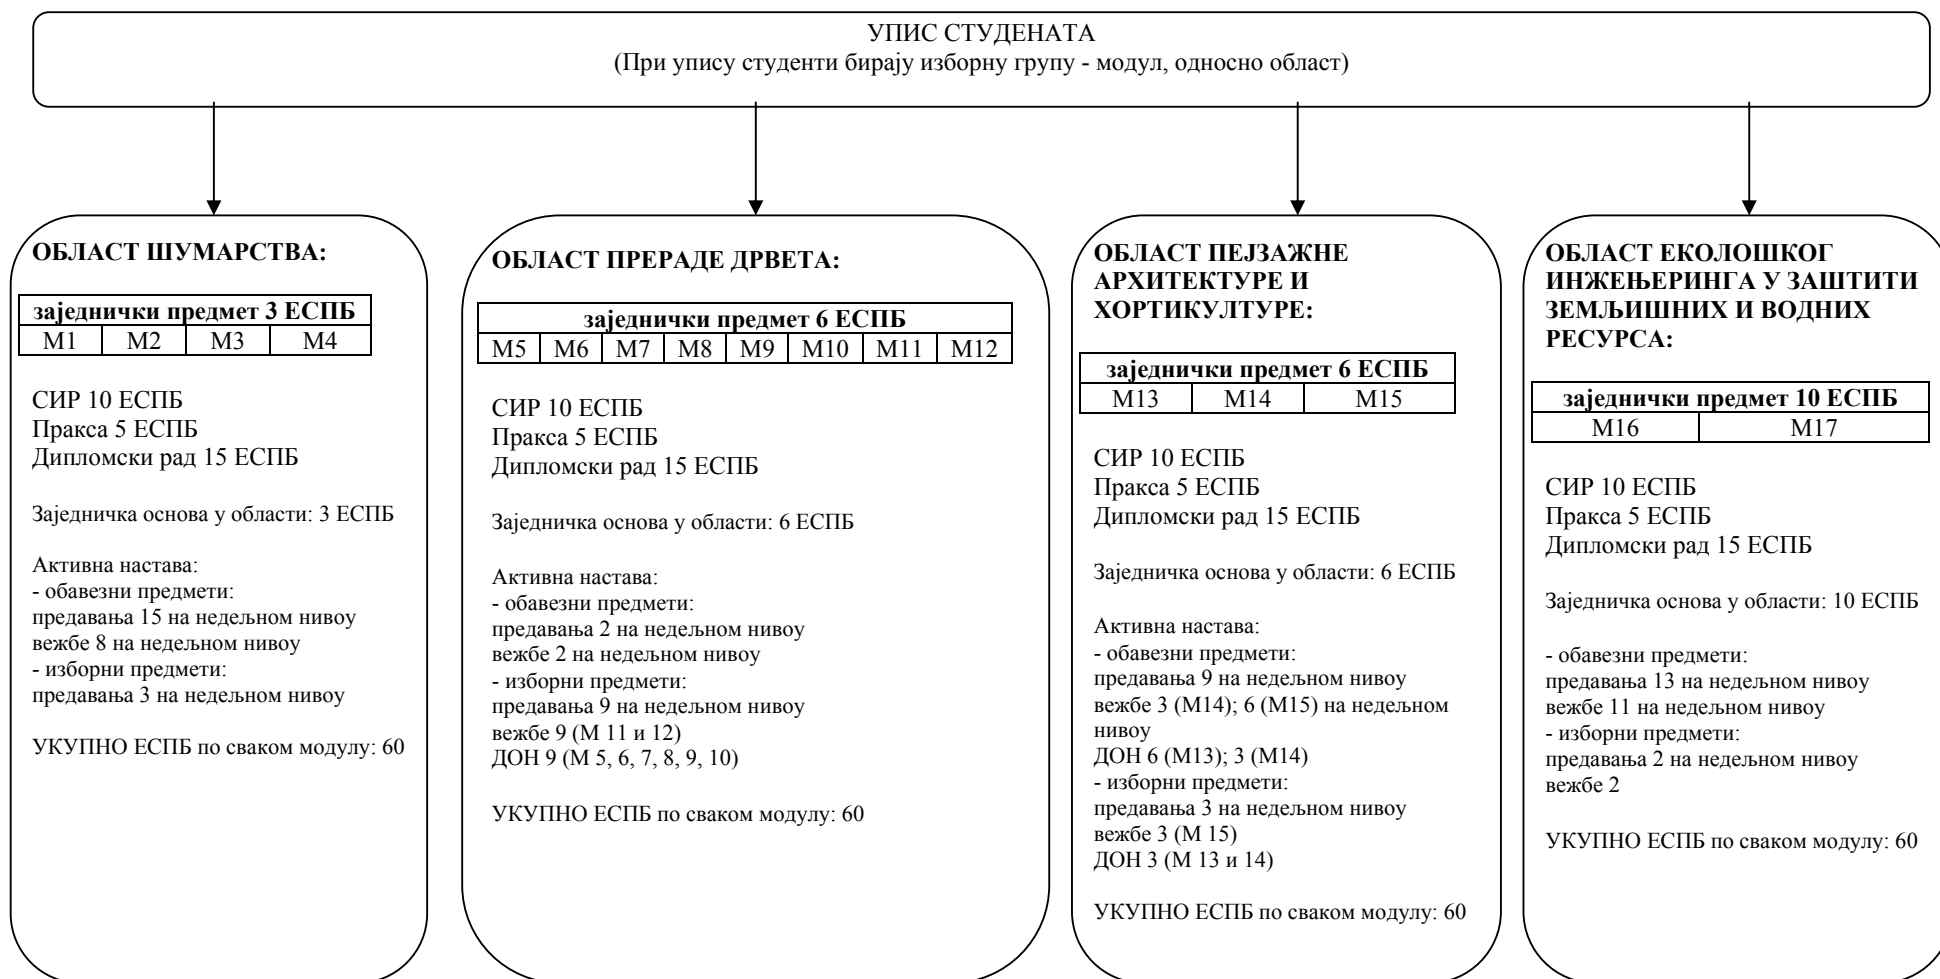 УПИС СТУДЕНАТА
(При упису студенти бирају изборну групу - модул, односно област)
ОБЛАСТ ШУМАРСТВА:
заједнички предмет 3 ЕСПБ
М1 М2 М3 М4
СИР 10 ЕСПБ
Пракса 5 ЕСПБ
Дипломски рад 15 ЕСПБ
Заједничка основа у области: 3 ЕСПБ
Активна настава:
- обавезни предмети:
предавања 15 на недељном нивоу
вежбе 8 на недељном нивоу
- изборни предмети:
предавања 3 на недељном нивоу
УКУПНО ЕСПБ по сваком модулу: 60
ОБЛАСТ ПРЕРАДЕ ДРВЕТА:
заједнички предмет 6 ЕСПБ
М5 М6 М7 М8 М9 М10 М11 М12
СИР 10 ЕСПБ
Пракса 5 ЕСПБ
Дипломски рад 15 ЕСПБ
Заједничка основа у области: 6 ЕСПБ
Активна настава:
- обавезни предмети:
предавања 2 на недељном нивоу
вежбе 2 на недељном нивоу
- изборни предмети:
предавања 9 на недељном нивоу
вежбе 9 (М 11 и 12)
ДОН 9 (М 5, 6, 7, 8, 9, 10)
УКУПНО ЕСПБ по сваком модулу: 60
ОБЛАСТ ПЕЈЗАЖНЕ
АРХИТЕКТУРЕ И
ХОРТИКУЛТУРЕ:
заједнички предмет 6 ЕСПБ
М13 М14 М15
СИР 10 ЕСПБ
Пракса 5 ЕСПБ
Дипломски рад 15 ЕСПБ
Заједничка основа у области: 6 ЕСПБ
Активна настава:
- обавезни предмети:
предавања 9 на недељном нивоу
вежбе 3 (М14); 6 (М15) на недељном
нивоу
ДОН 6 (М13); 3 (М14)
- изборни предмети:
предавања 3 на недељном нивоу
вежбе 3 (М 15)
ДОН 3 (М 13 и 14)
УКУПНО ЕСПБ по сваком модулу: 60
ОБЛАСТ ЕКОЛОШКОГ
ИНЖЕЊЕРИНГА У ЗАШТИТИ
ЗЕМЉИШНИХ И ВОДНИХ
РЕСУРСА:
заједнички предмет 10 ЕСПБ
М16 М17
СИР 10 ЕСПБ
Пракса 5 ЕСПБ
Дипломски рад 15 ЕСПБ
Заједничка основа у области: 10 ЕСПБ
- обавезни предмети:
предавања 13 на недељном нивоу
вежбе 11 на недељном нивоу
- изборни предмети:
предавања 2 на недељном нивоу
вежбе 2
УКУПНО ЕСПБ по сваком модулу: 60